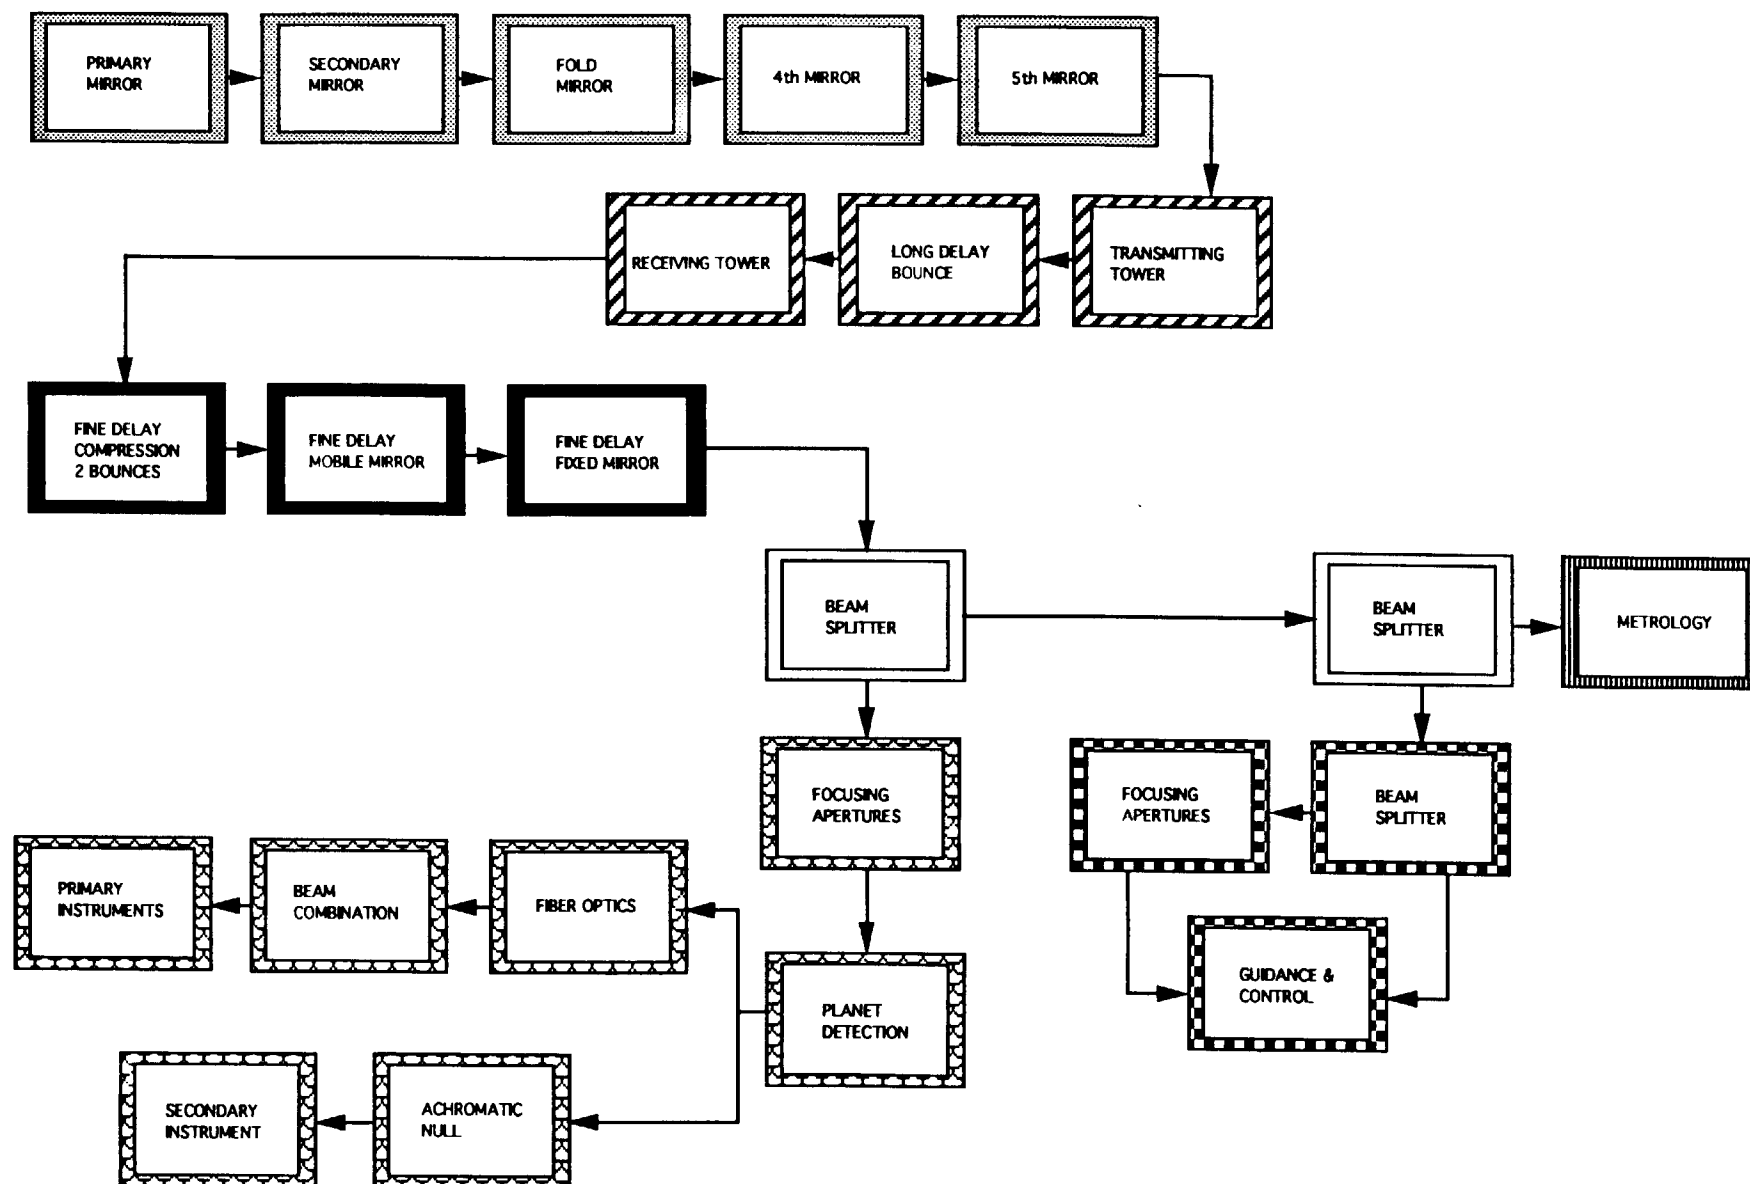 PRIMARY
MIRROR
SECONDARY
MIRROR
FOLD
MIRROR
4th MIRROR
5th MIRROR
RECEIVING TOWER
LONG DELAY
BOUNCE
TRANSMITTING
TOWER
FINE DELAY
COMPRESSION
2 BOUNCES
FINE DELAY
MOBILE MIRROR
FINE DELAY
FIXED MIRROR
BEAM
SPLITTER
BEAM
SPLITTER
METROLOGY
FOCUSING
APERTURES
FOCUSING
APERTURES
BEAM
SPLITTER
PRIMARY
INSTRUMENTS
BEAM
COMBINATION
FIBER OPTICS
PLANET
DETECTION
GUIDANCE &
CONTROL
SECONDARY
INSTRUMENT
ACHROMATIC
NULL